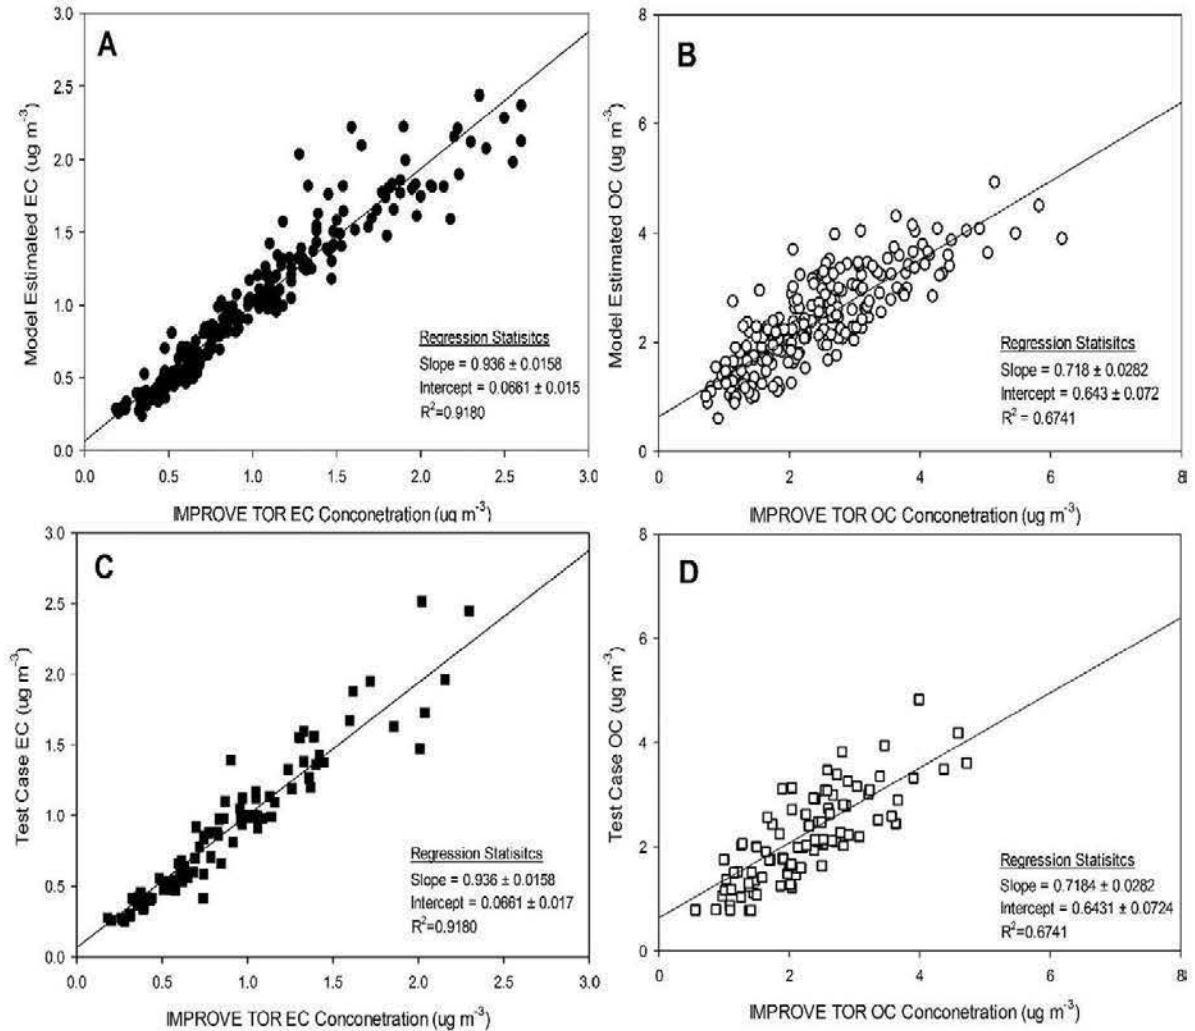 A
Model Estimated EC (ug m-3)
3.0
2.5
2.0
1.5
1.0
0.5
0.0
Regression Statisitcs
Slope = 0.936 ± 0.0158
Intercept = 0.0661 ± 0.015
R2=0.9180
0.0 0.5 1.0 1.5 2.0 2.5 3.0
IMPROVE TOR EC Conconetration (ug m-3)
B
Model Estimated OC (ug m-3)
8
6
4
2
0
Regression Statisitcs
Slope = 0.718 ± 0.0282
Intercept = 0.643 ± 0.072
R2 = 0.6741
0 2 4 6 8
IMPROVE TOR OC Conconetration (ug m-3)
C
Test Case EC (ug m-3)
3.0
2.5
2.0
1.5
1.0
0.5
0.0
Regression Statisitcs
Slope = 0.936 ± 0.0158
Intercept = 0.0661 ± 0.017
R2=0.9180
0.0 0.5 1.0 1.5 2.0 2.5 3.0
IMPROVE TOR EC Conconetration (ug m-3)
D
Test Case OC (ug m-3)
8
6
4
2
0
Regression Statisitcs
Slope = 0.7184 ± 0.0282
Intercept = 0.6431 ± 0.0724
R2=0.6741
0 2 4 6 8
IMPROVE TOR OC Conconetration (ug m-3)